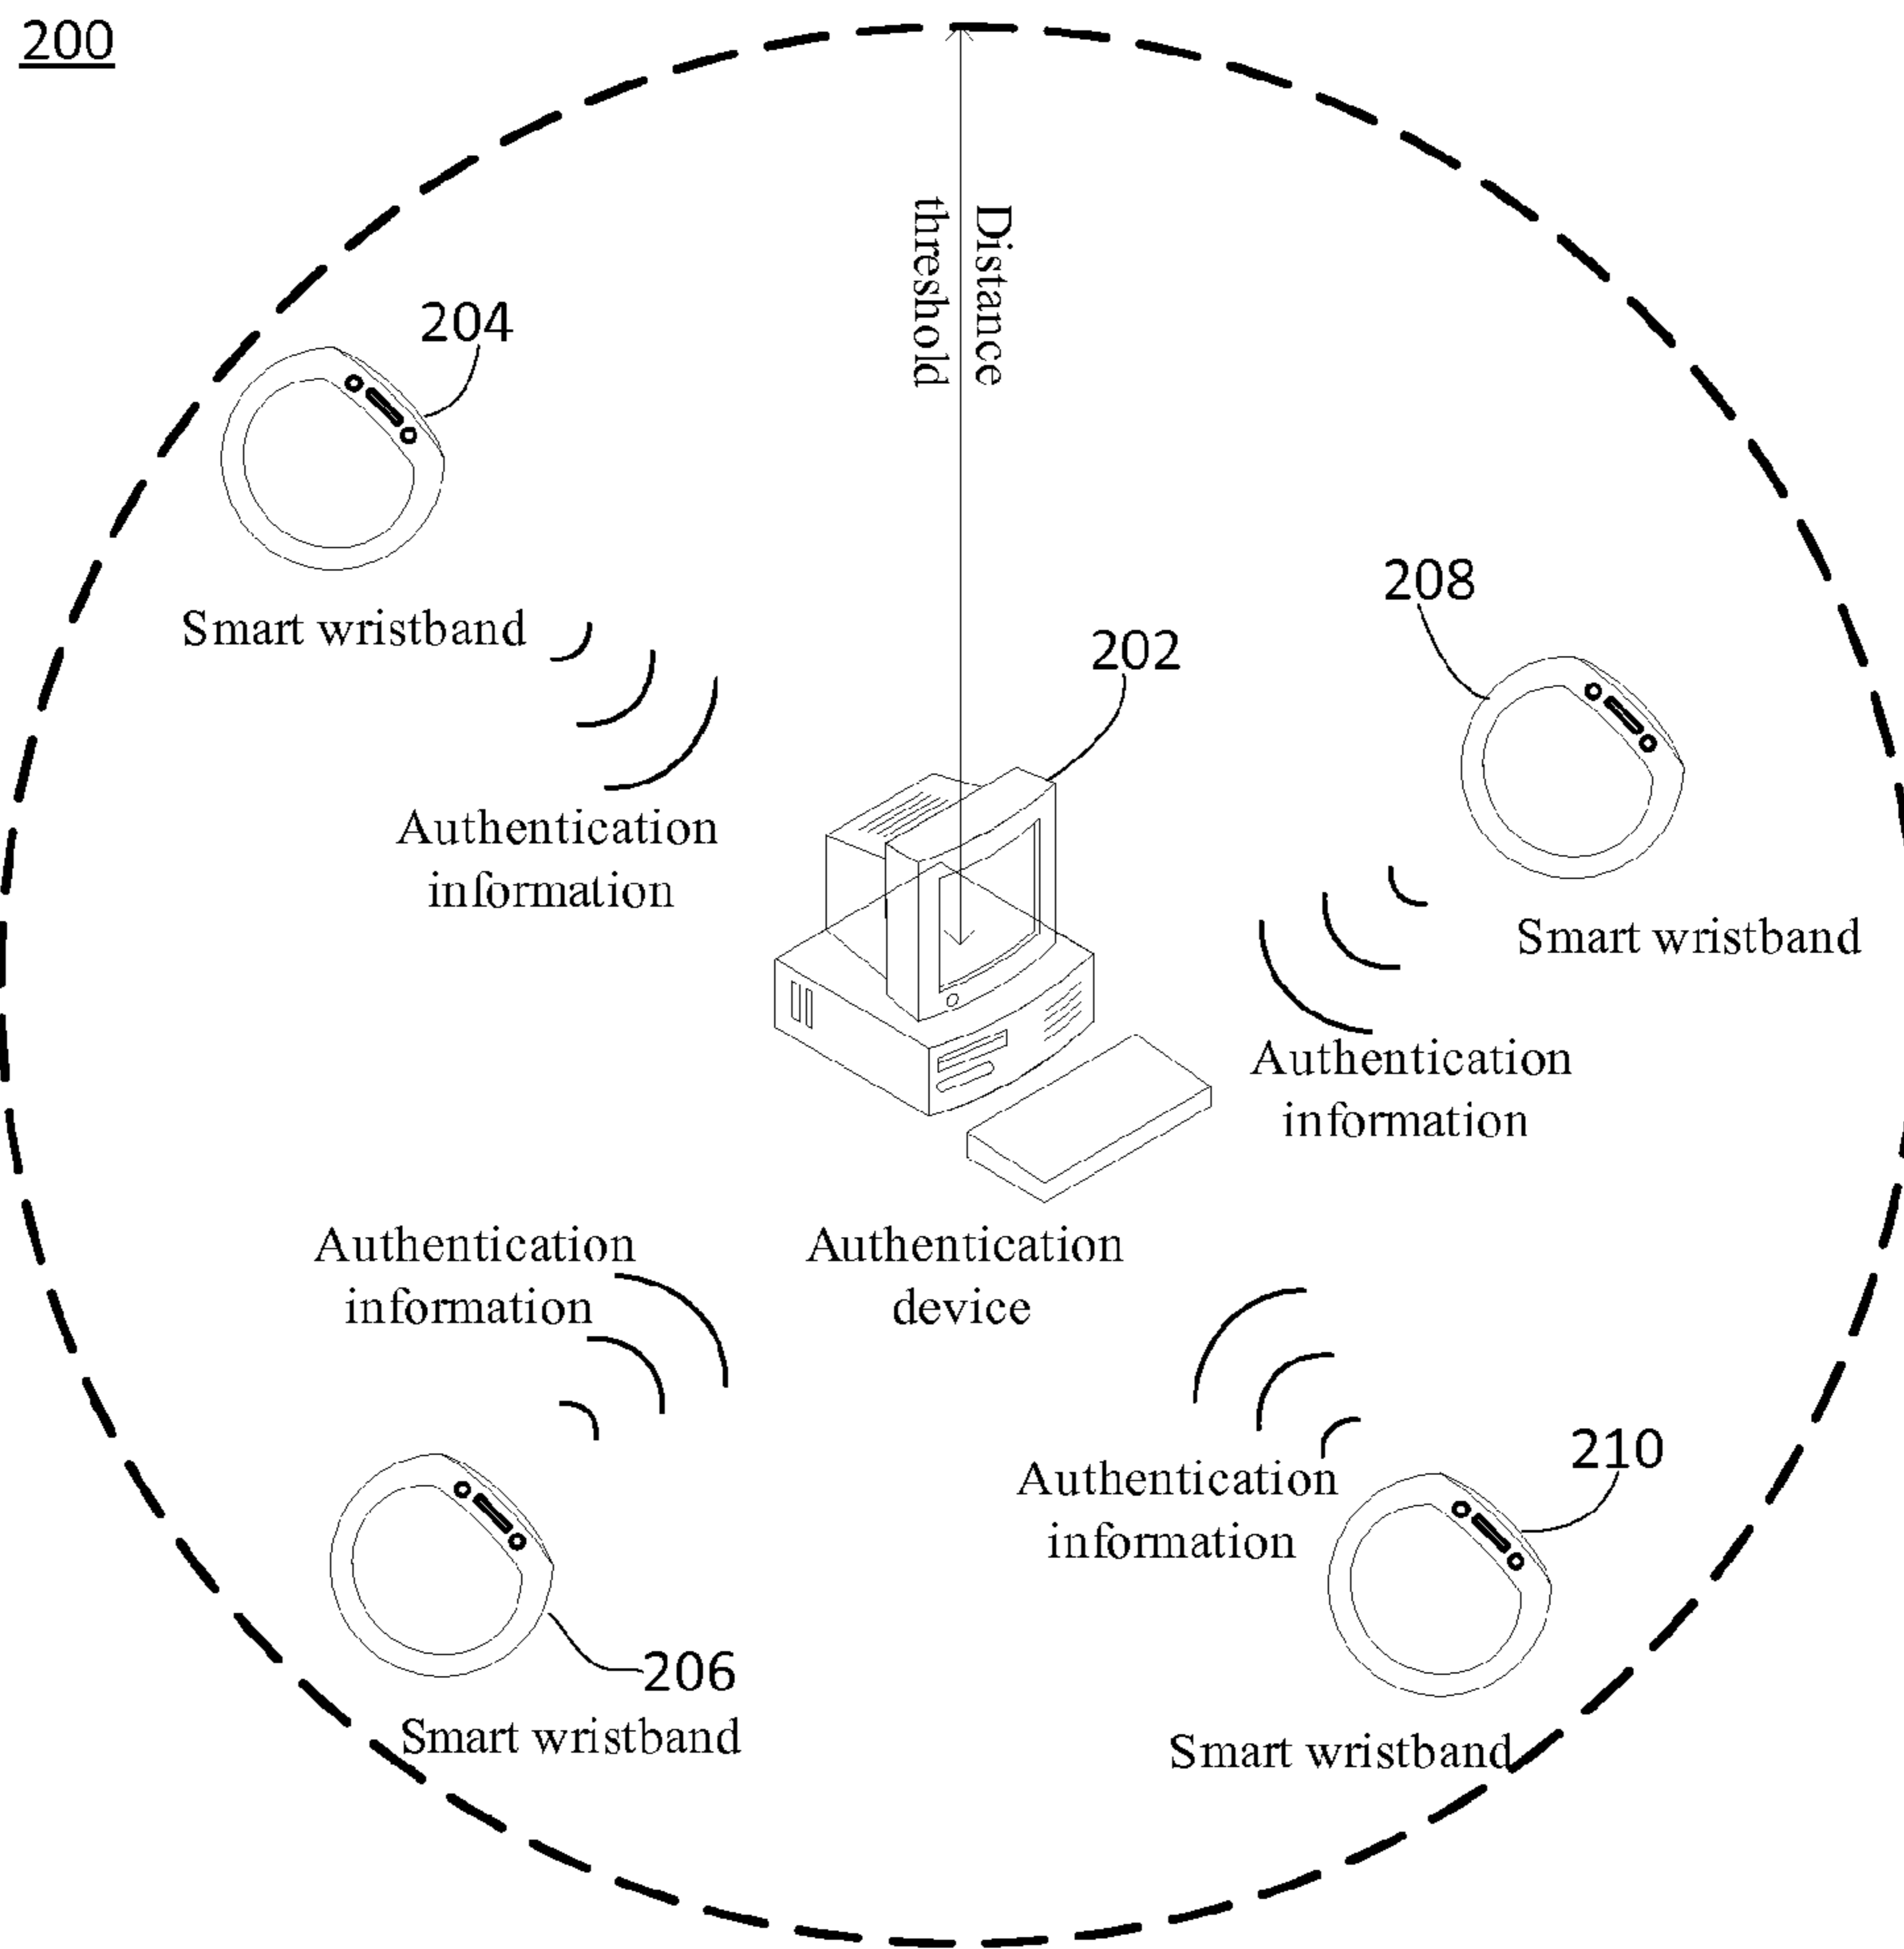 200
Distance
threshold
204
Smart wristband
208
202
Authentication
information
Smart wristband
Authentication
information
Authentication
information
Authentication
device
210
Authentication
information
206
Smart wristband
Smart wristband